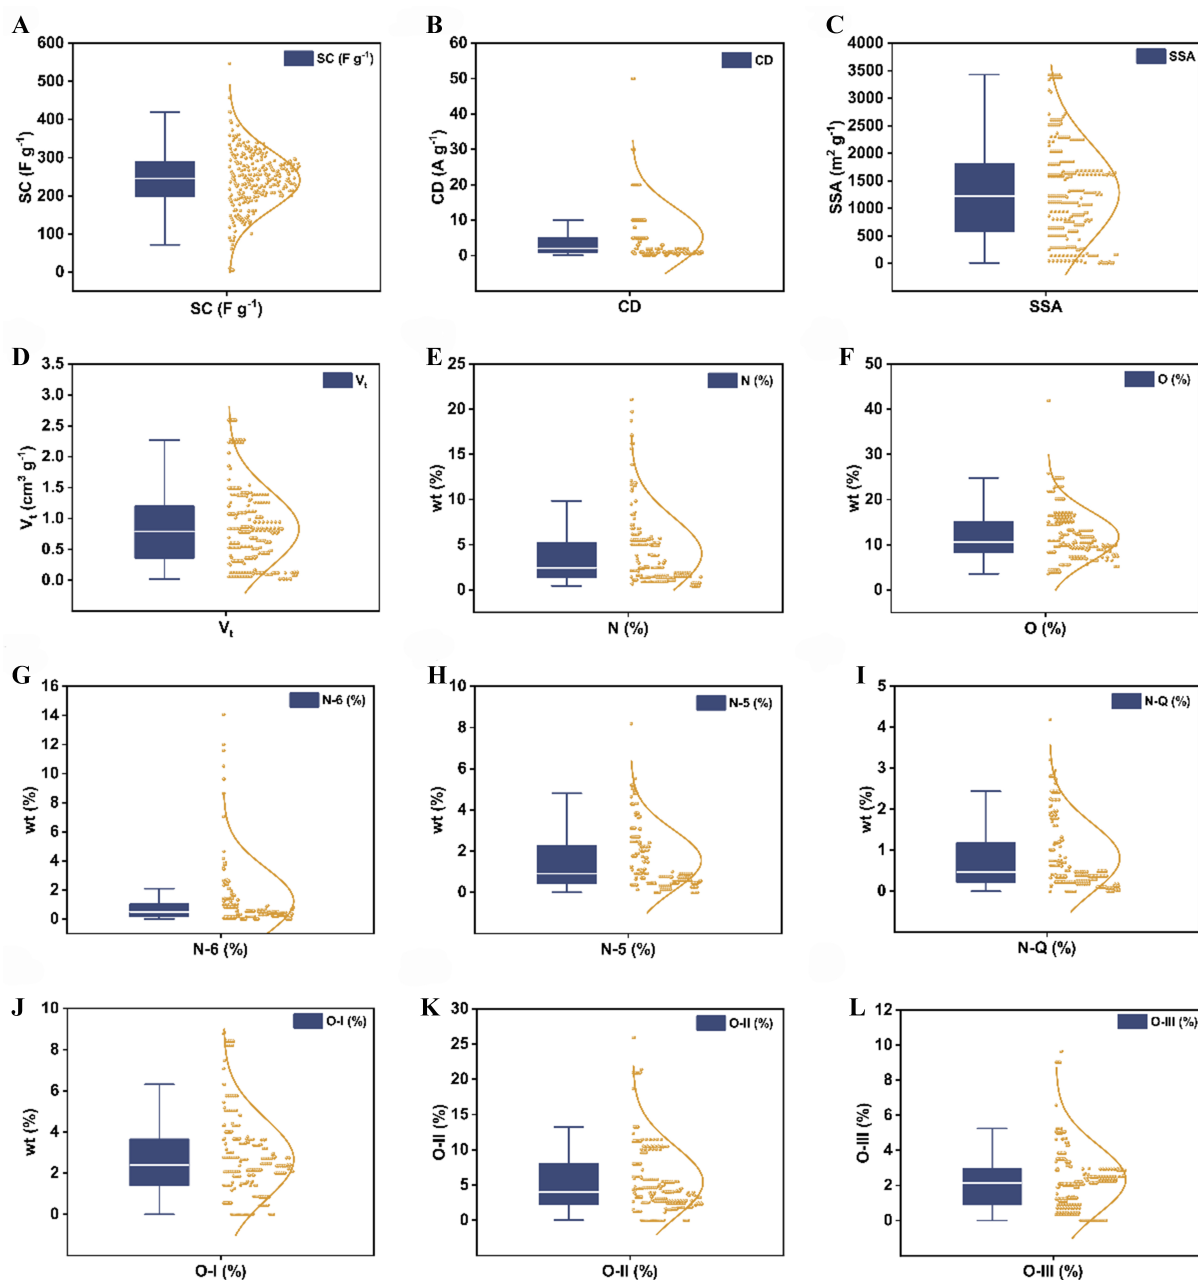 A
SC (F g⁻¹)
600
500
400
300
200
100
0
SC (F g⁻¹)
SC (F g⁻¹)
B
CD
60
50
40
30
20
10
0
CD (A g⁻¹)
CD
C
SSA
4000
3500
3000
2500
2000
1500
1000
500
0
SSA (m² g⁻¹)
SSA
D
Vₜ
3.5
3.0
2.5
2.0
1.5
1.0
0.5
0.0
Vₜ (cm³ g⁻¹)
Vₜ
E
N (%)
25
20
15
10
5
0
wt (%)
N (%)
F
O (%)
50
40
30
20
10
0
wt (%)
O (%)
G
N-6 (%)
16
14
12
10
8
6
4
2
0
wt (%)
N-6 (%)
H
N-5 (%)
10
8
6
4
2
0
wt (%)
N-5 (%)
I
N-Q (%)
5
4
3
2
1
0
wt (%)
N-Q (%)
J
O-I (%)
10
8
6
4
2
0
wt (%)
O-I (%)
K
O-II (%)
30
25
20
15
10
5
0
O-II (%)
O-II (%)
L
O-III (%)
12
10
8
6
4
2
0
O-III (%)
O-III (%)